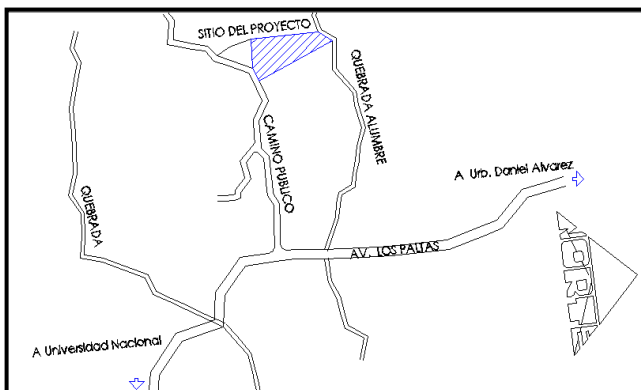 SITIO DEL PROYECTO
QUEBRADA ALUMBRE
CAMINO PUBLICO
A Urb. Daniel Alvarez
QUEBRADA
AV. LOS PALTAS
NORTE
A Universidad Nacional